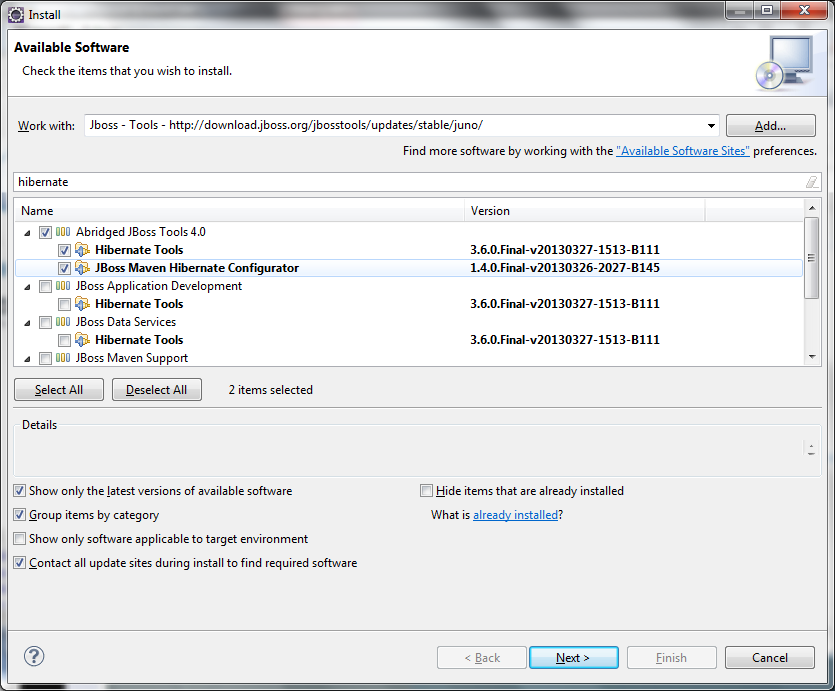 Install
Available Software
Check the items that you wish to install.
Work with: Jboss - Tools - http://download.jboss.org/jbosstools/updates/stable/juno/ Add...
Find more software by working with the "Available Software Sites" preferences.
hibernate
Name Version
Abridged JBoss Tools 4.0
Hibernate Tools 3.6.0.Final-v20130327-1513-B111
JBoss Maven Hibernate Configurator 1.4.0.Final-v20130326-2027-B145
JBoss Application Development
Hibernate Tools 3.6.0.Final-v20130327-1513-B111
JBoss Data Services
Hibernate Tools 3.6.0.Final-v20130327-1513-B111
JBoss Maven Support
Select All Deselect All 2 items selected
Details
Show only the latest versions of available software Hide items that are already installed
Group items by category What is already installed?
Show only software applicable to target environment
Contact all update sites during install to find required software
? < Back Next > Finish Cancel